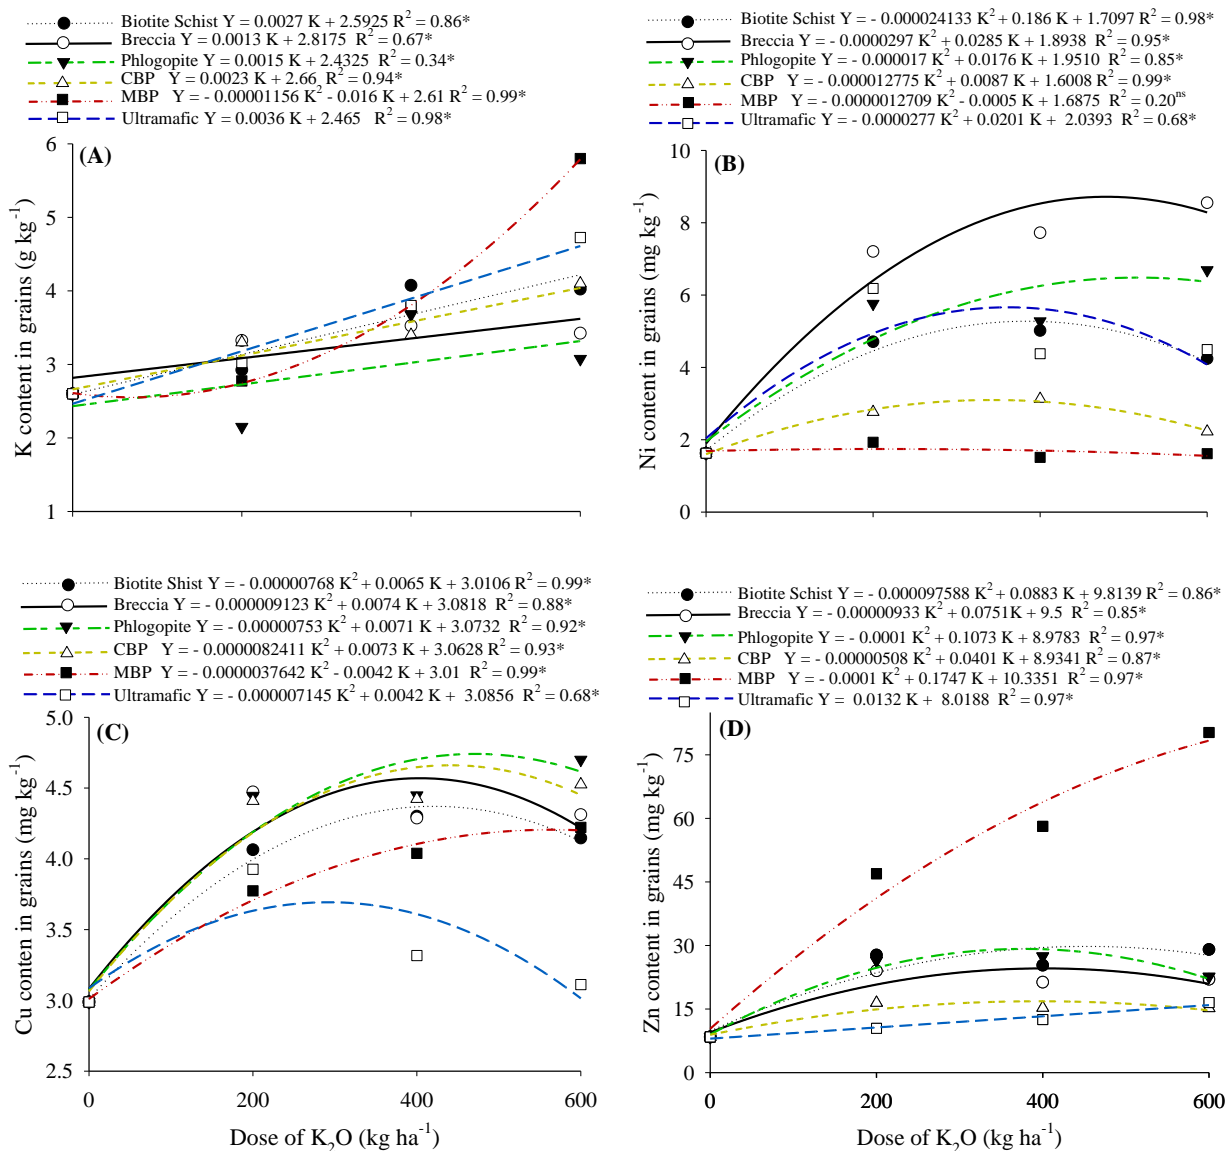 Biotite Schist Y = 0.0027 K + 2.5925 R² = 0.86*
Breccia Y = 0.0013 K + 2.8175 R² = 0.67*
Phlogopite Y = 0.0015 K + 2.4325 R² = 0.34*
CBP Y = 0.0023 K + 2.66 R² = 0.94*
MBP Y = - 0.00001156 K² - 0.016 K + 2.61 R² = 0.99*
Ultramafic Y = 0.0036 K + 2.465 R² = 0.98*
(A)
6
5
4
3
2
1
K content in grains (g kg⁻¹)
Biotite Schist Y = - 0.000024133 K² + 0.186 K + 1.7097 R² = 0.98*
Breccia Y = - 0.0000297 K² + 0.0285 K + 1.8938 R² = 0.95*
Phlogopite Y = - 0.000017 K² + 0.0176 K + 1.9510 R² = 0.85*
CBP Y = - 0.000012775 K² + 0.0087 K + 1.6008 R² = 0.99*
MBP Y = - 0.0000012709 K² - 0.0005 K + 1.6875 R² = 0.20ⁿˢ
Ultramafic Y = - 0.0000277 K² + 0.0201 K + 2.0393 R² = 0.68*
(B)
10
8
6
4
2
0
Ni content in grains (mg kg⁻¹)
Biotite Shist Y = - 0.00000768 K² + 0.0065 K + 3.0106 R² = 0.99*
Breccia Y = - 0.000009123 K² + 0.0074 K + 3.0818 R² = 0.88*
Phlogopite Y = - 0.00000753 K² + 0.0071 K + 3.0732 R² = 0.92*
CBP Y = - 0.0000082411 K² + 0.0073 K + 3.0628 R² = 0.93*
MBP Y = - 0.0000037642 K² - 0.0042 K + 3.01 R² = 0.99*
Ultramafic Y = - 0.000007145 K² + 0.0042 K + 3.0856 R² = 0.68*
(C)
5.0
4.5
4.0
3.5
3.0
2.5
Cu conten in grains (mg kg⁻¹)
0 200 400 600
Dose of K₂O (kg ha⁻¹)
Biotite Schist Y = - 0.000097588 K² + 0.0883 K + 9.8139 R² = 0.86*
Breccia Y = - 0.00000933 K² + 0.0751K + 9.5 R² = 0.85*
Phlogopite Y = - 0.0001 K² + 0.1073 K + 8.9783 R² = 0.97*
CBP Y = - 0.00000508 K² + 0.0401 K + 8.9341 R² = 0.87*
MBP Y = - 0.0001 K² + 0.1747 K + 10.3351 R² = 0.97*
Ultramafic Y = 0.0132 K + 8.0188 R² = 0.97*
(D)
75
60
45
30
15
0
Zn content in grains (mg kg⁻¹)
0 200 400 600
Dose of K₂O (kg ha⁻¹)